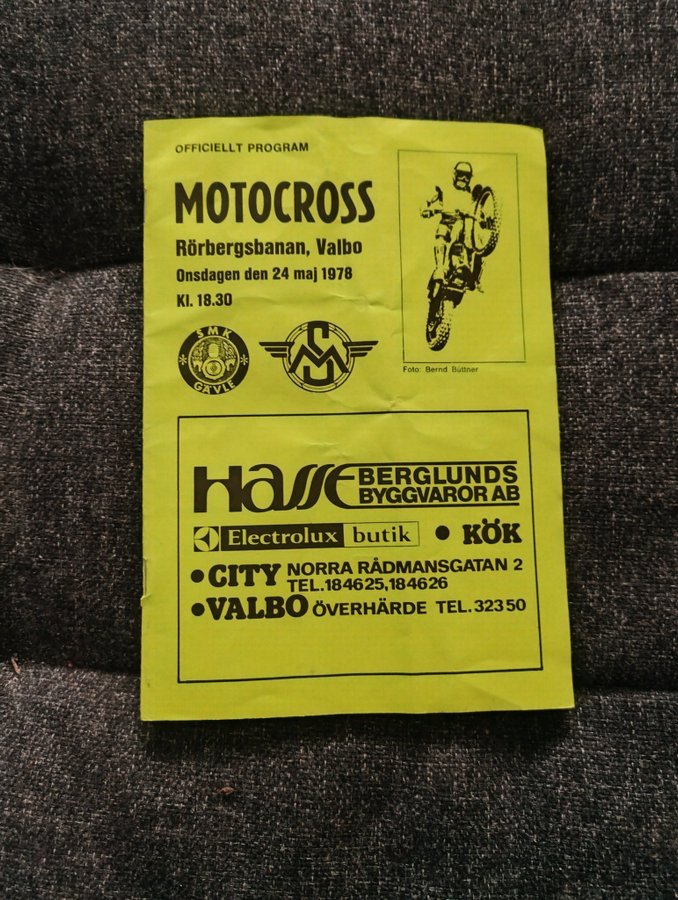 OFFICIELLT PROGRAM
MOTOCROSS
Rörbergsbanan, Valbo
Onsdagen den 24 maj 1978
Kl. 18.30
SMK
GÄVLE
SMC
Foto: Bernd Büttner
Hasse BERGLUNDS
BYGGVAROR AB
Electrolux butik • KÖK
• CITY NORRA RÅDMANSGATAN 2
TEL.184625,184626
• VALBO ÖVERHÄRDE TEL.32350